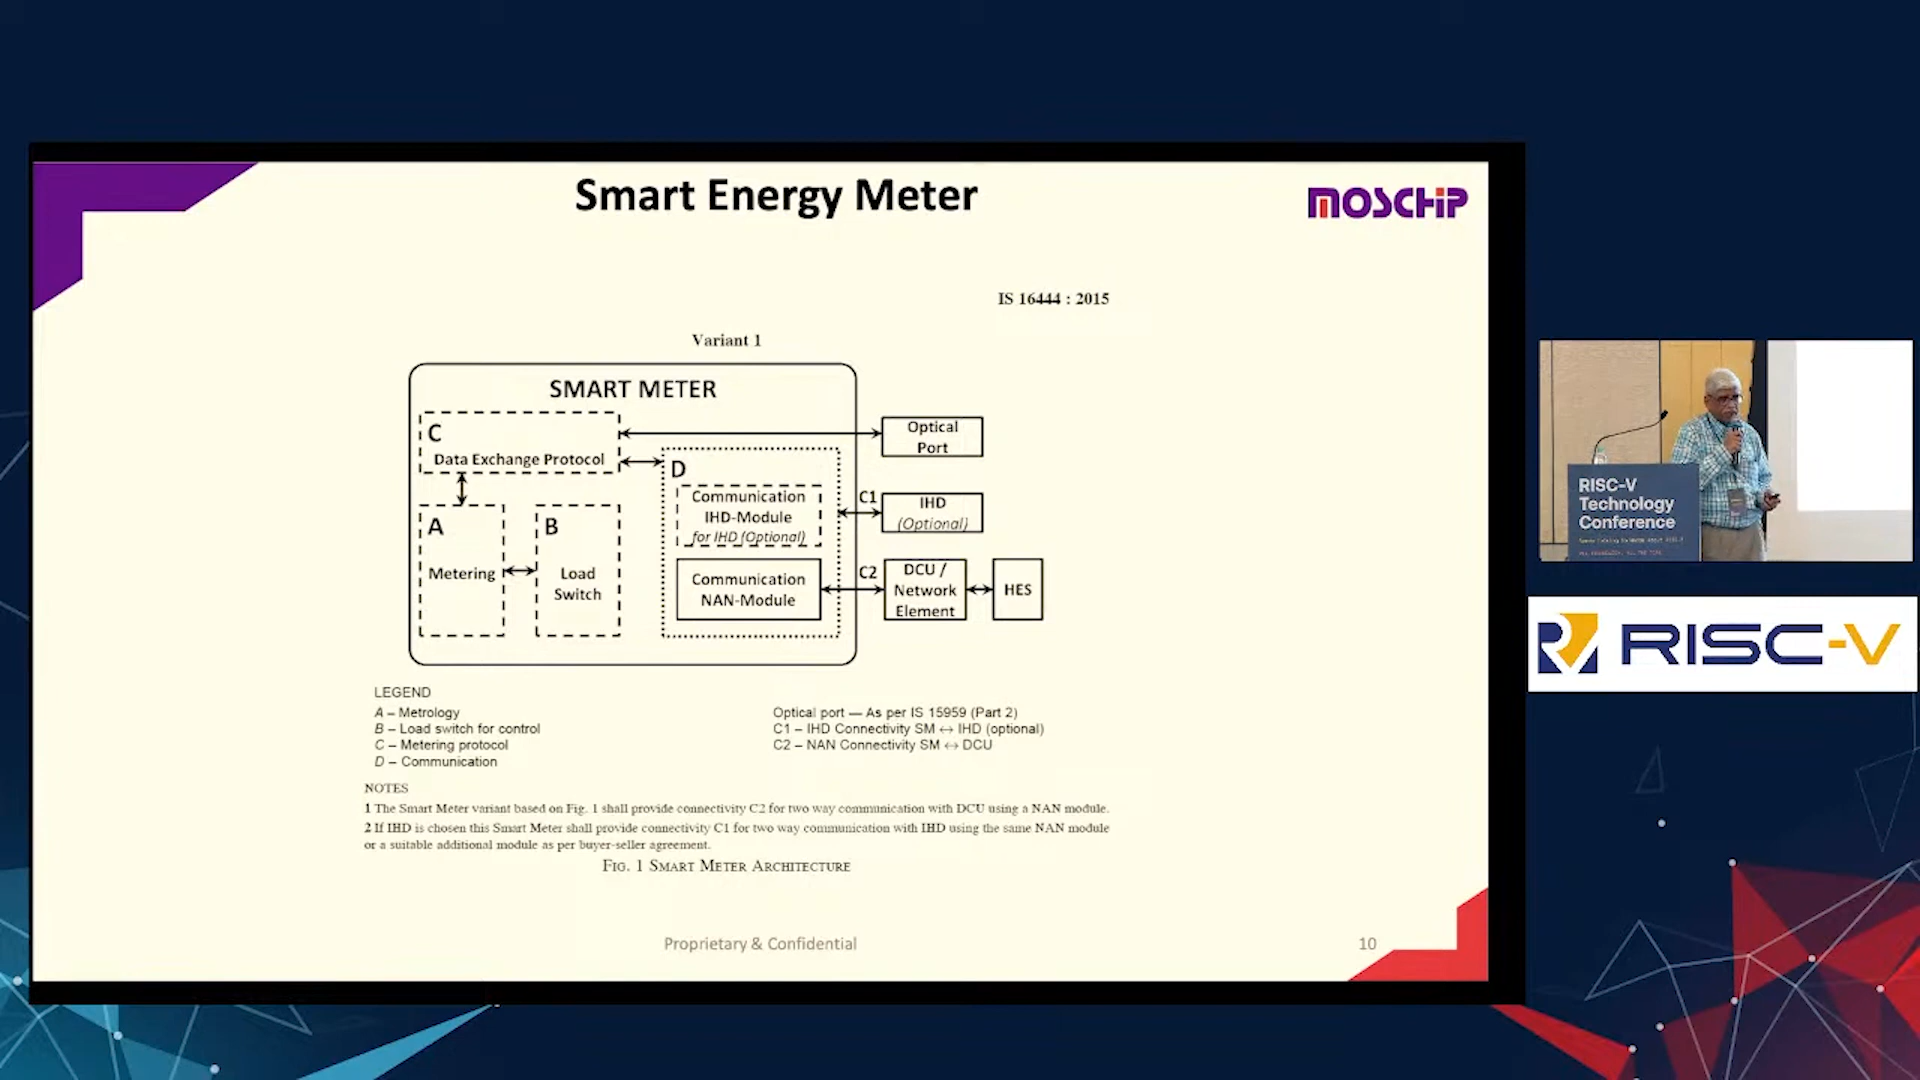 Smart Energy Meter
MOSCHIP
IS 16444 : 2015
Variant 1
SMART METER
C
Data Exchange Protocol
Optical
Port
D
Communication
IHD-Module
for IHD (Optional)
C1
IHD
(Optional)
A
Metering
B
Load
Switch
Communication
NAN-Module
C2
DCU /
Network
Element
HES
LEGEND
A – Metrology
B – Load switch for control
C – Metering protocol
D – Communication
Optical port — As per IS 15959 (Part 2)
C1 – IHD Connectivity SM ↔ IHD (optional)
C2 – NAN Connectivity SM ↔ DCU
NOTES
1 The Smart Meter variant based on Fig. 1 shall provide connectivity C2 for two way communication with DCU using a NAN module.
2 If IHD is chosen this Smart Meter shall provide connectivity C1 for two way communication with IHD using the same NAN module
or a suitable additional module as per buyer-seller agreement.
FIG. 1 SMART METER ARCHITECTURE
Proprietary & Confidential
10
RISC-V
Technology
Conference
RISC-V